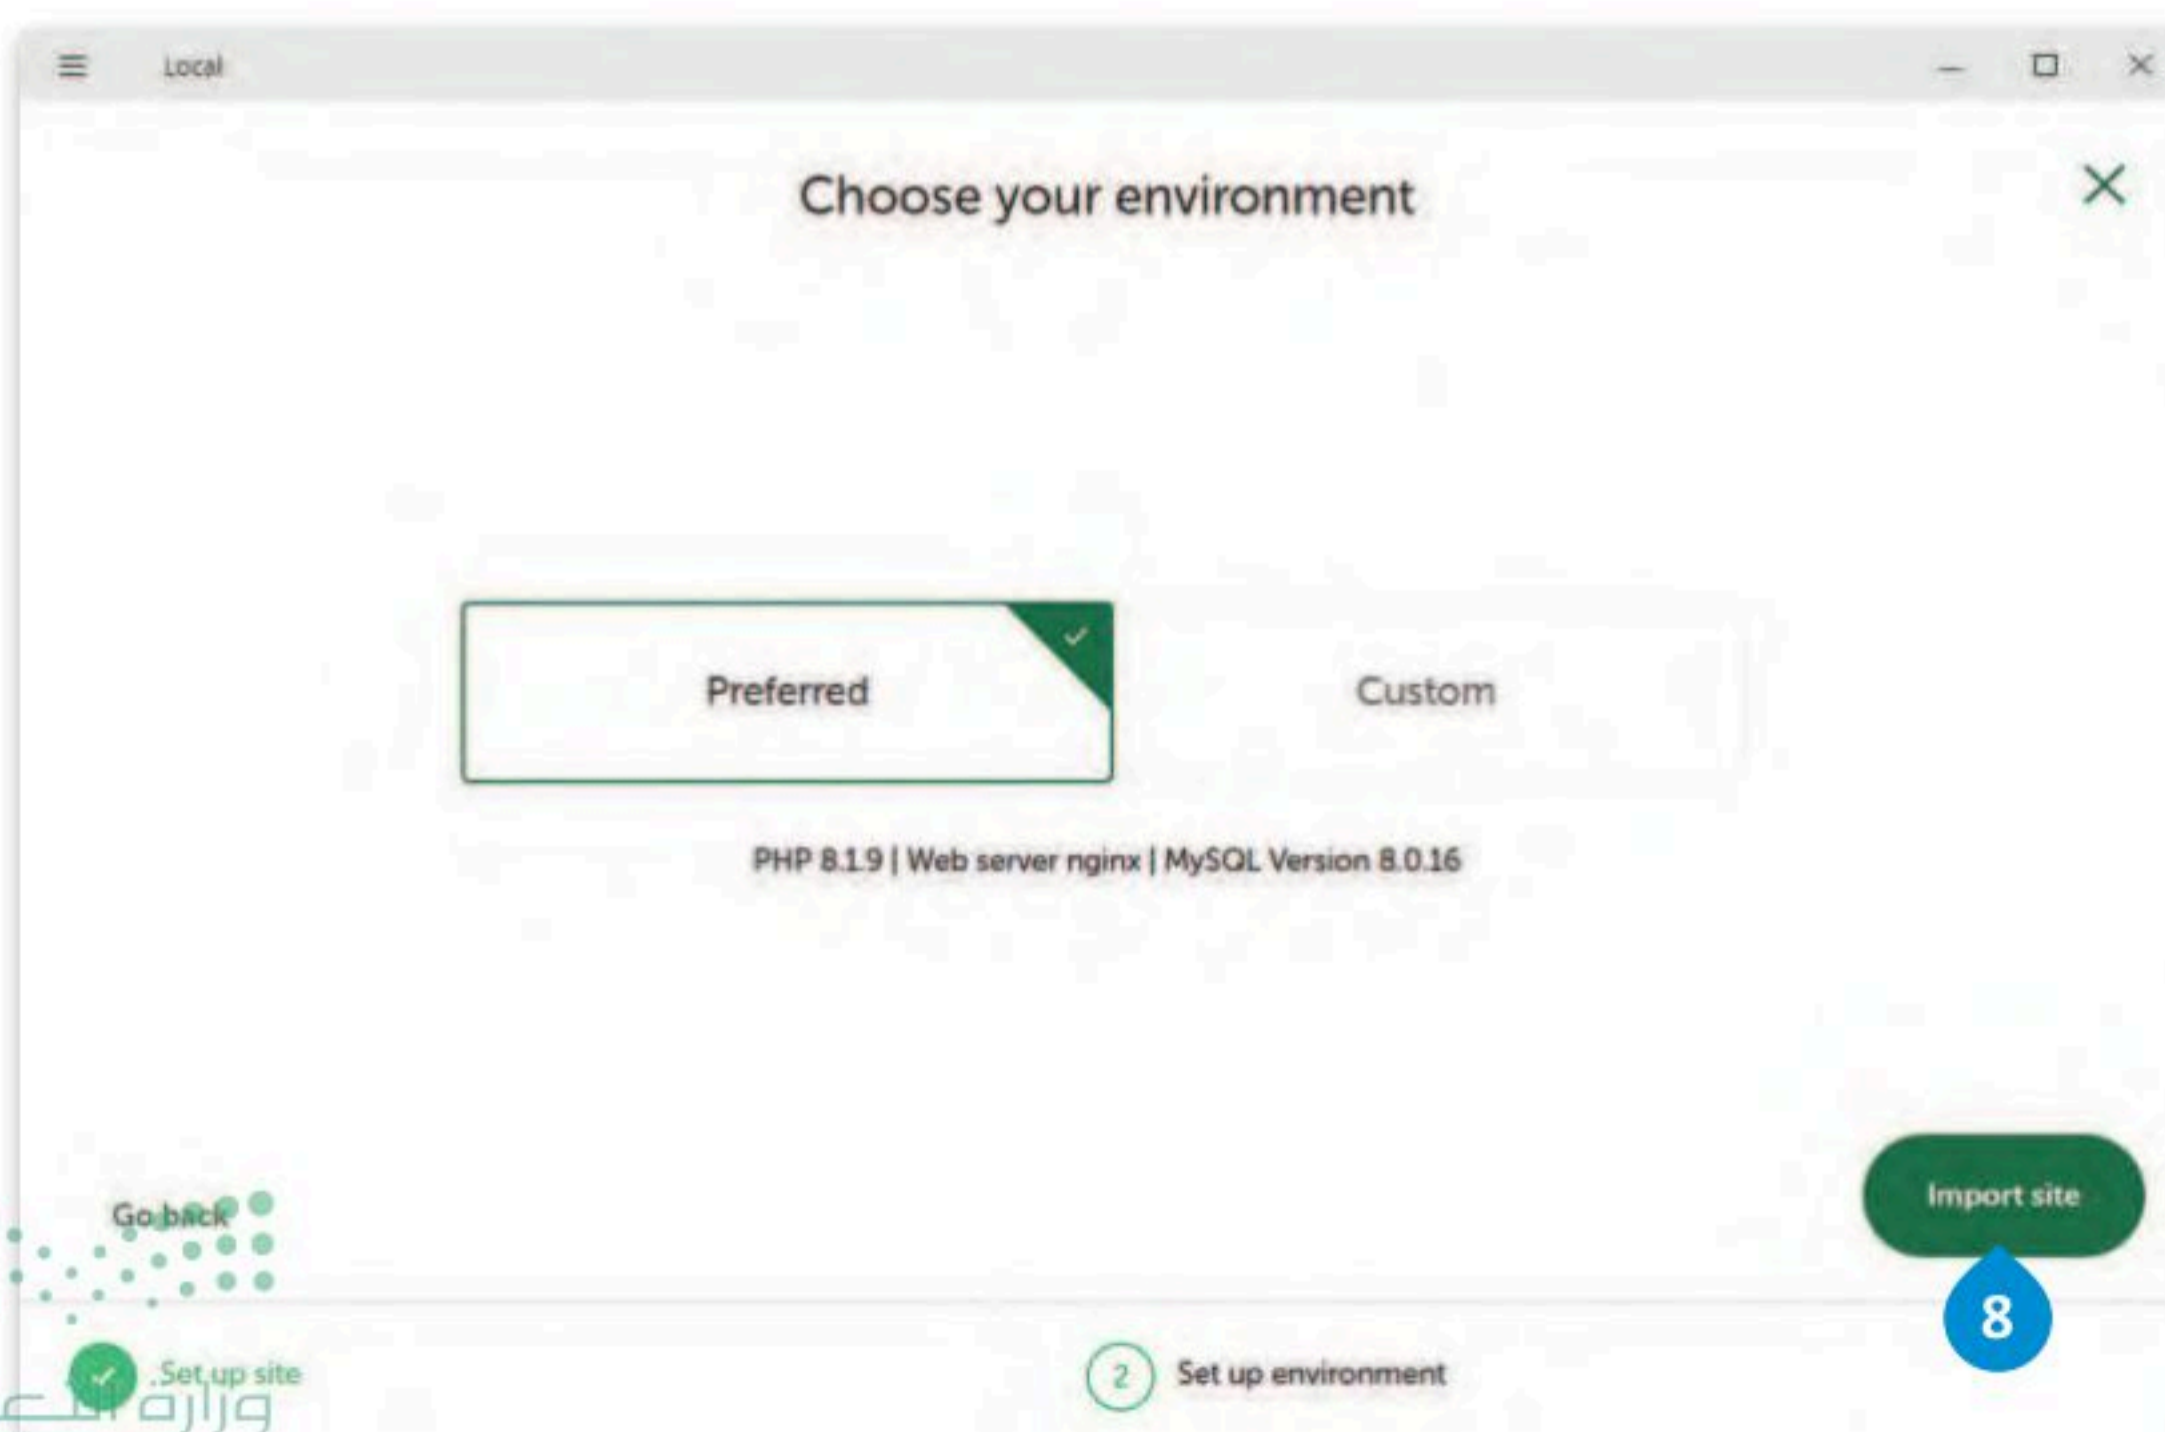 Local
Choose your environment
Preferred
Custom
PHP 8.1.9 | Web server nginx | MySQL Version 8.0.16
Go back
Import site
8
Set up site
2 Set up environment
وزارة